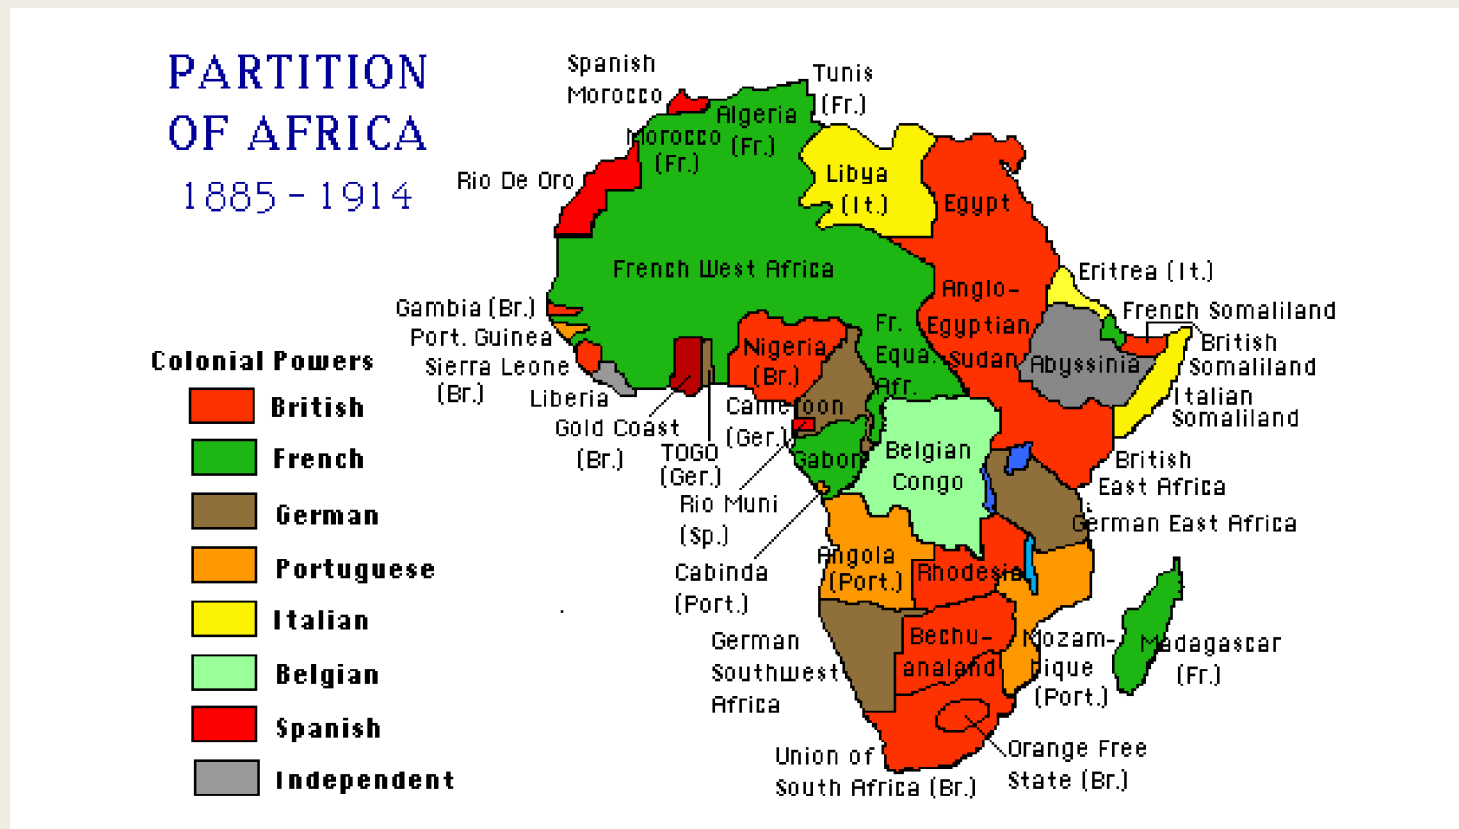 PARTITION
OF AFRICA
1885 - 1914
Spanish
Morocco
Tunis
(Fr.)
Algeria
(Fr.)
Morocco
(Fr.)
Rio De Oro
Libya
(It.)
Egypt
French West Africa
Eritrea (It.)
Anglo-
Egyptian
Sudan
French Somaliland
British
Somaliland
Italian
Somaliland
Abyssinia
Gambia (Br.)
Port. Guinea
Sierra Leone
(Br.)
Liberia
Gold Coast
(Br.)
TOGO
(Ger.)
Nigeria
(Br.)
Fr.
Equa.
Afr.
Cameroon
(Ger.)
Rio Muni
(Sp.)
Gabon
Cabinda
(Port.)
Belgian
Congo
British
East Africa
German East Africa
Angola
(Port.)
Rhodesia
German
Southwest
Africa
Bechu-
analand
Mozam-
bique
(Port.)
Madagascar
(Fr.)
Union of
South Africa (Br.)
Orange Free
State (Br.)
Colonial Powers
British
French
German
Portuguese
Italian
Belgian
Spanish
Independent